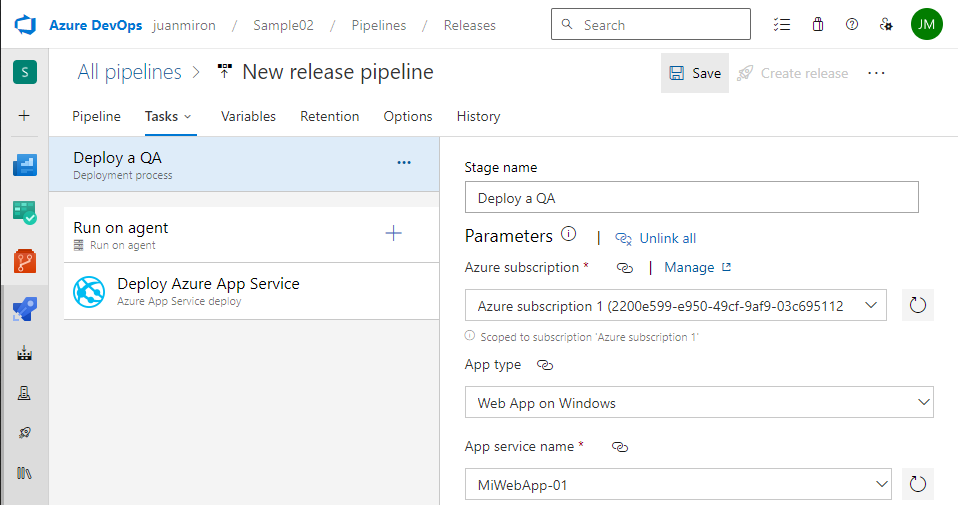 Azure DevOps juanmiron / Sample02 / Pipelines / Releases Search JM
S All pipelines > New release pipeline Save Create release ...
Pipeline Tasks Variables Retention Options History
Deploy a QA ...
Deployment process
Run on agent
Run on agent
Deploy Azure App Service
Azure App Service deploy
Stage name
Deploy a QA
Parameters | Unlink all
Azure subscription * | Manage
Azure subscription 1 (2200e599-e950-49cf-9af9-03c695112
Scoped to subscription 'Azure subscription 1'
App type
Web App on Windows
App service name *
MiWebApp-01